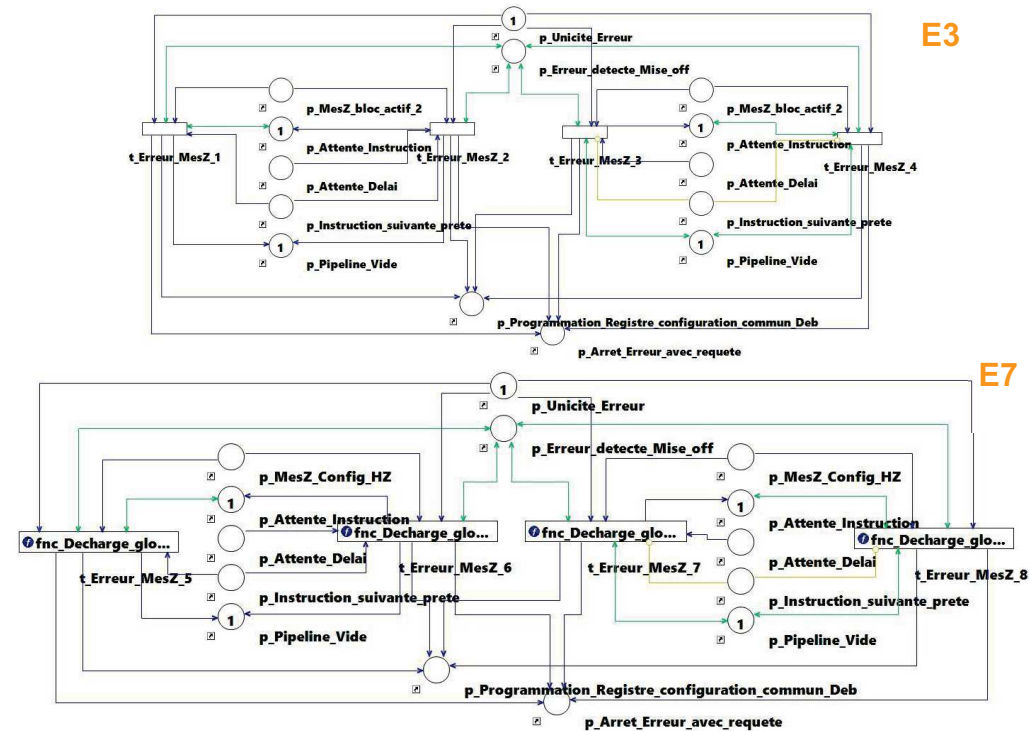 1
E3
p_Unicite_Erreur
p_Erreur_detecte_Mise_off
p_MesZ_bloc_actif_2
p_MesZ_bloc_actif_2
1
1
t_Erreur_MesZ_1
p_Attente_Instruction
t_Erreur_MesZ_2
t_Erreur_MesZ_3
p_Attente_Instruction
t_Erreur_MesZ_4
p_Attente_Delai
p_Attente_Delai
p_Instruction_suivante_prete
p_Instruction_suivante_prete
1
1
p_Pipeline_Vide
p_Pipeline_Vide
p_Programmation_Registre_configuration_commun_Deb
p_Arret_Erreur_avec_requete
E7
1
p_Unicite_Erreur
p_Erreur_detecte_Mise_off
p_MesZ_Config_HZ
p_MesZ_Config_HZ
1
1
p_Attente_Instruction
p_Attente_Instruction
f fnc_Decharge_glo...
f fnc_Decharge_glo...
f fnc_Decharge_glo...
f fnc_Decharge_glo...
p_Attente_Delai
p_Attente_Delai
t_Erreur_MesZ_5
t_Erreur_MesZ_6
t_Erreur_MesZ_7
t_Erreur_MesZ_8
p_Instruction_suivante_prete
p_Instruction_suivante_prete
1
1
p_Pipeline_Vide
p_Pipeline_Vide
p_Programmation_Registre_configuration_commun_Deb
p_Arret_Erreur_avec_requete